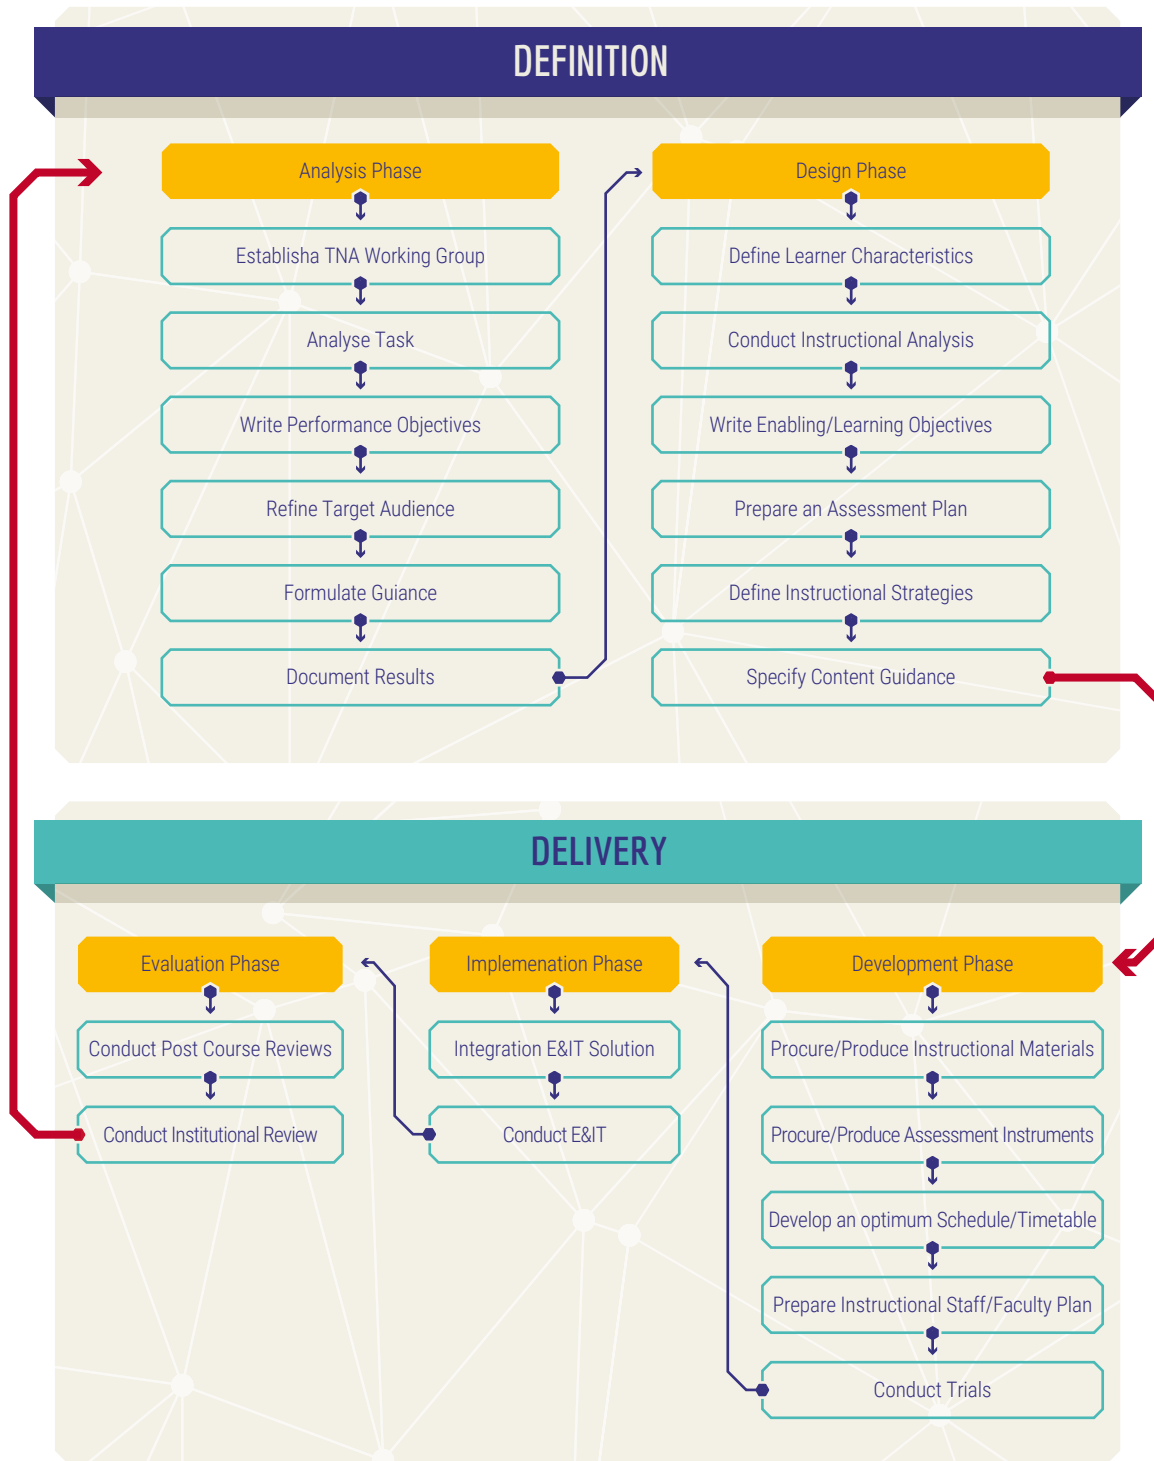 DEFINITION
Analysis Phase
Establisha TNA Working Group
Analyse Task
Write Performance Objectives
Refine Target Audience
Formulate Guiance
Document Results
Design Phase
Define Learner Characteristics
Conduct Instructional Analysis
Write Enabling/Learning Objectives
Prepare an Assessment Plan
Define Instructional Strategies
Specify Content Guidance
DELIVERY
Evaluation Phase
Conduct Post Course Reviews
Conduct Institutional Review
Implemenation Phase
Integration E&IT Solution
Conduct E&IT
Development Phase
Procure/Produce Instructional Materials
Procure/Produce Assessment Instruments
Develop an optimum Schedule/Timetable
Prepare Instructional Staff/Faculty Plan
Conduct Trials